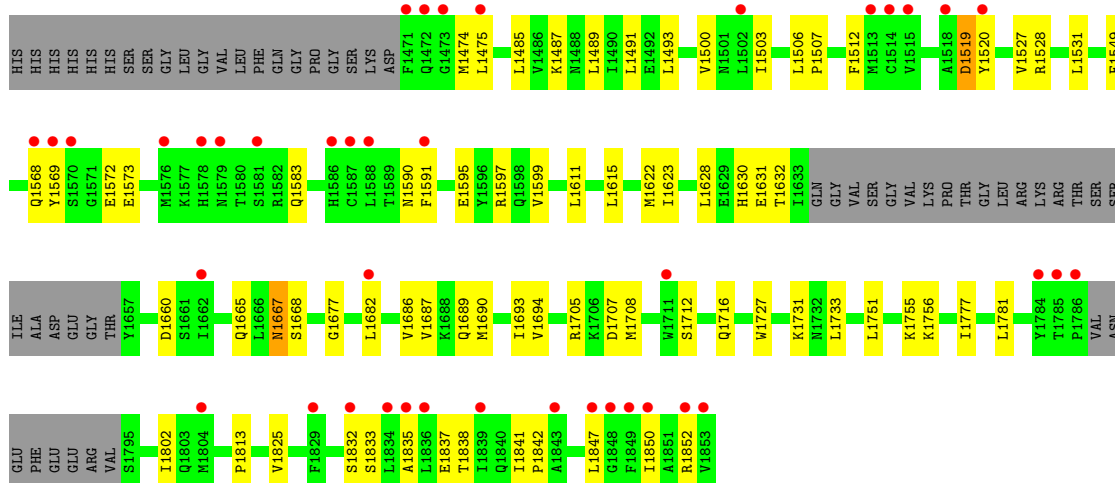 HIS HIS HIS HIS HIS HIS SER SER GLY LEU GLY VAL LEU PHE GLN GLY PRO GLY SER LYS ASP F1471 Q1472 G1473 M1474 L1475 L1485 V1486 K1487 N1488 L1489 I1490 L1491 E1492 L1493 V1500 N1501 L1502 I1503 L1506 P1507 F1512 M1513 C1514 V1515 A1518 D1519 Y1520 V1527 R1528 L1531 E1549
Q1568 Y1569 S1570 G1571 E1572 E1573 M1576 K1577 H1578 N1579 T1580 S1581 R1582 Q1583 H1586 C1587 L1588 T1589 N1590 F1591 E1595 Y1596 R1597 Q1598 V1599 L1611 L1615 M1622 I1623 L1628 E1629 H1630 E1631 T1632 I1633 GLN GLY VAL SER GLY VAL LYS PRO THR GLY LEU ARG LYS ARG THR SER SER
ILE ALA ASP GLU GLY THR Y1657 D1660 S1661 I1662 Q1665 L1666 N1667 S1668 G1677 L1682 V1686 V1687 K1688 Q1689 M1690 I1693 V1694 R1705 K1706 D1707 M1708 W1711 S1712 Q1716 W1727 K1731 N1732 L1733 L1751 K1755 K1756 I1777 L1781 Y1784 T1785 P1786 VAL ASN
GLU PHE GLU GLU ARG VAL S1795 I1802 Q1803 M1804 P1813 V1825 F1829 S1832 S1833 L1834 A1835 L1836 E1837 T1838 I1839 Q1840 I1841 P1842 A1843 L1847 G1848 F1849 I1850 A1851 R1852 V1853